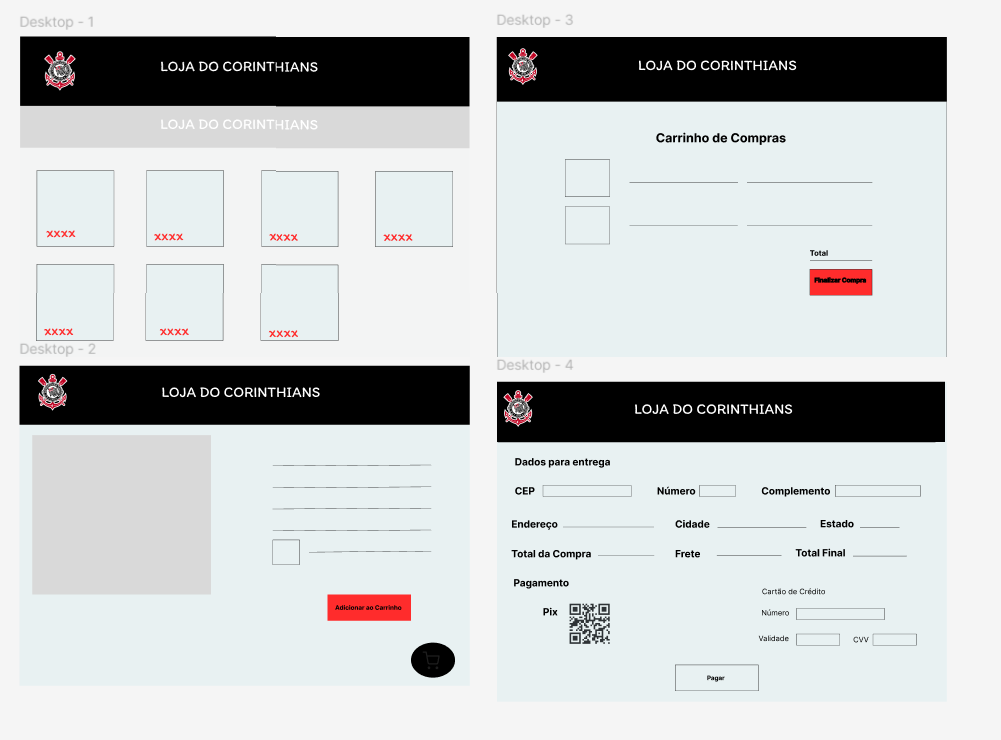 Desktop - 1
LOJA DO CORINTHIANS
LOJA DO CORINTHIANS
xxxx xxxx xxxx xxxx
xxxx xxxx xxxx
Desktop - 2
LOJA DO CORINTHIANS
Adicionar ao Carrinho
Desktop - 3
LOJA DO CORINTHIANS
Carrinho de Compras
Total
Finalizar Compra
Desktop - 4
LOJA DO CORINTHIANS
Dados para entrega
CEP Número Complemento
Endereço Cidade Estado
Total da Compra Frete Total Final
Pagamento
Cartão de Crédito
Pix Número
Validade CVV
Pagar